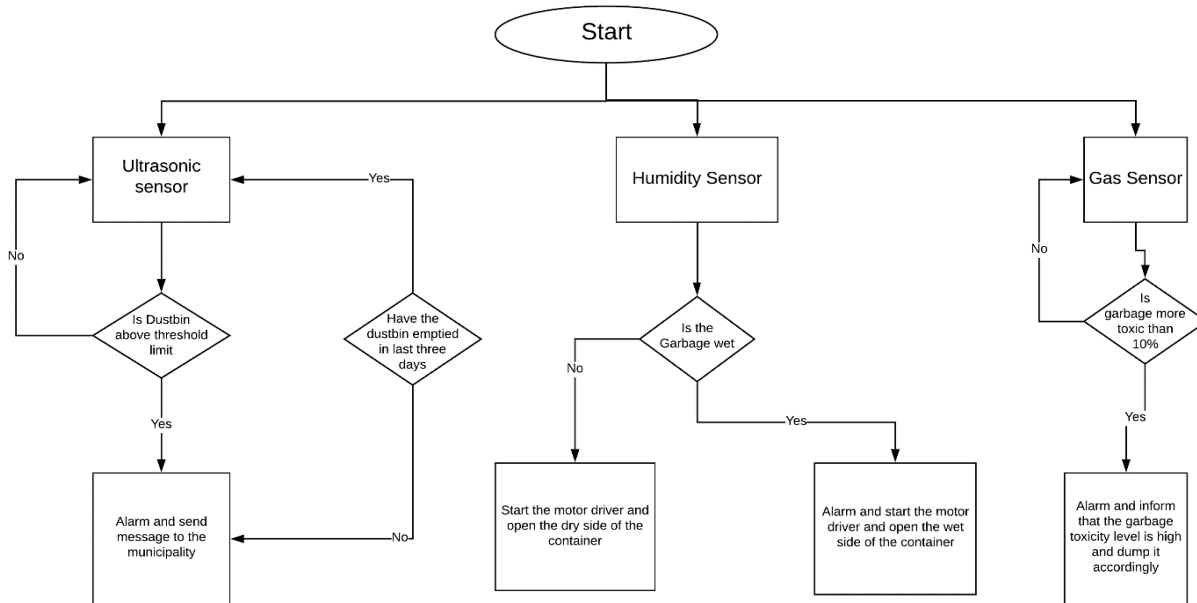 Start
Ultrasonic
sensor
Yes
Humidity Sensor
Gas Sensor
No
No
Is Dustbin
above threshold
limit
Have the
dustbin emptied
in last three
days
Is the
Garbage wet
Is
garbage more
toxic than
10%
No
Yes
Yes
Yes
Alarm and send
message to the
municipality
No
Start the motor driver and
open the dry side of the
container
Alarm and start the motor
driver and open the wet
side of the container
Alarm and inform
that the garbage
toxicity level is high
and dump it
accordingly